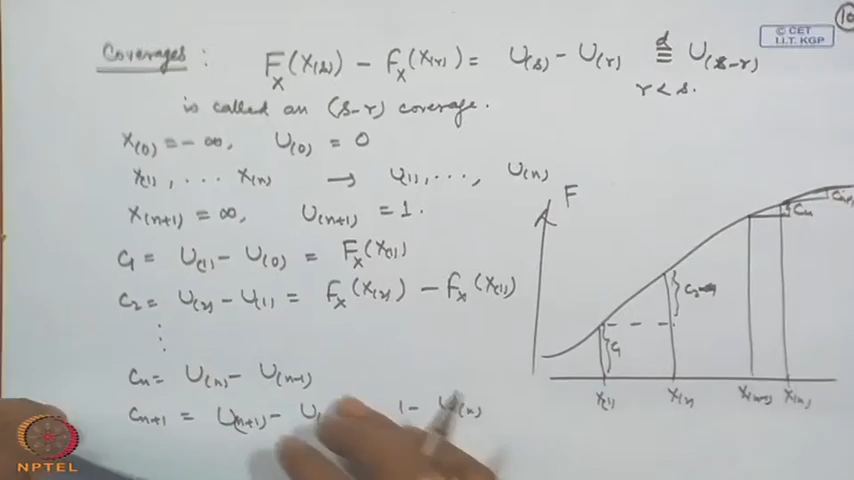 10
© CET
I.I.T. KGP
Coverages : F_X(X_(s)) - F_X(X_(r)) = U_(s) - U_(r) d≡ U_(s-r)
r < s.
is called an (s-r) coverage.
X_(0) = -∞, U_(0) = 0
X_(1), ... X_(n) → U_(1), ..., U_(n)
X_(n+1) = ∞, U_(n+1) = 1.
C_1 = U_(1) - U_(0) = F_X(X_(1))
C_2 = U_(2) - U_(1) = F_X(X_(2)) - F_X(X_(1))
⋮
C_n = U_(n) - U_(n-1)
C_n+1 = U_(n+1) - U 1 - U_(n)
F
C_n C_n+1
C_2
C_1
X_(1) X_(2) X_(n-1) X_(n)
NPTEL